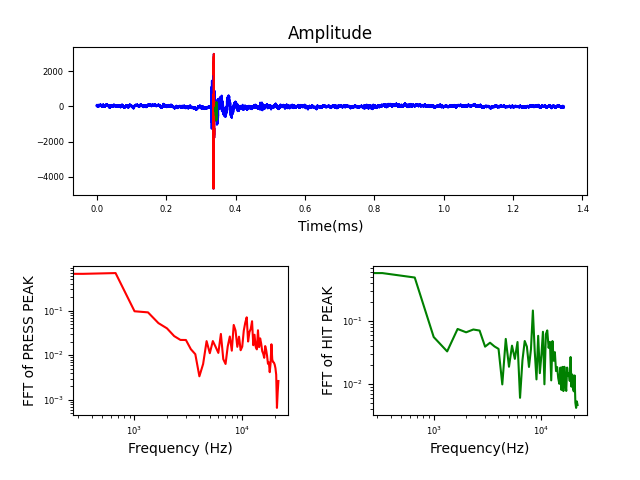 Amplitude
2000
0
−2000
−4000
0.0 0.2 0.4 0.6 0.8 1.0 1.2 1.4
Time(ms)
FFT of PRESS PEAK
10⁻¹
10⁻²
10⁻³
10³ 10⁴
Frequency (Hz)
FFT of HIT PEAK
10⁻¹
10⁻²
10³ 10⁴
Frequency(Hz)